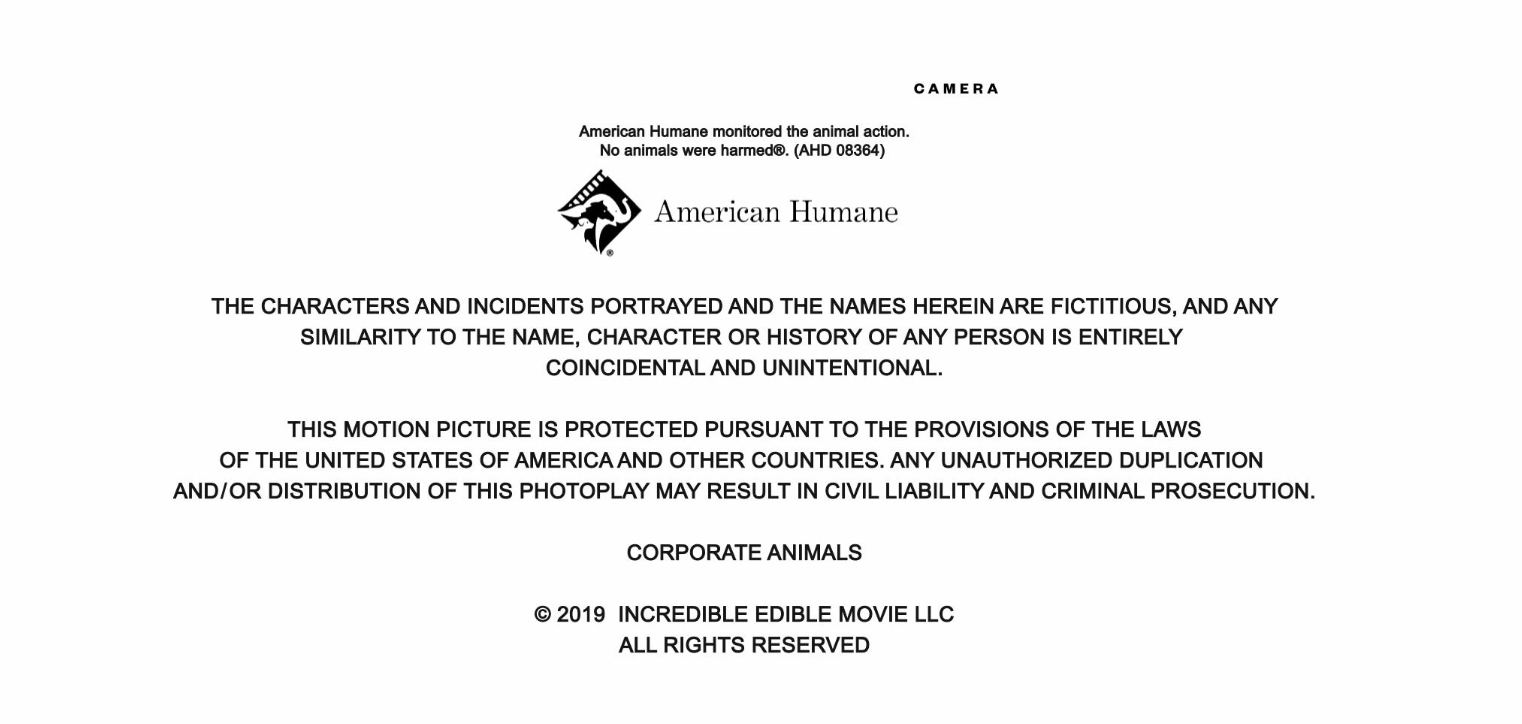 CAMERA
American Humane monitored the animal action.
No animals were harmed®. (AHD 08364)
American Humane
®
THE CHARACTERS AND INCIDENTS PORTRAYED AND THE NAMES HEREIN ARE FICTITIOUS, AND ANY
SIMILARITY TO THE NAME, CHARACTER OR HISTORY OF ANY PERSON IS ENTIRELY
COINCIDENTAL AND UNINTENTIONAL.
THIS MOTION PICTURE IS PROTECTED PURSUANT TO THE PROVISIONS OF THE LAWS
OF THE UNITED STATES OF AMERICA AND OTHER COUNTRIES. ANY UNAUTHORIZED DUPLICATION
AND/OR DISTRIBUTION OF THIS PHOTOPLAY MAY RESULT IN CIVIL LIABILITY AND CRIMINAL PROSECUTION.
CORPORATE ANIMALS
© 2019 INCREDIBLE EDIBLE MOVIE LLC
ALL RIGHTS RESERVED